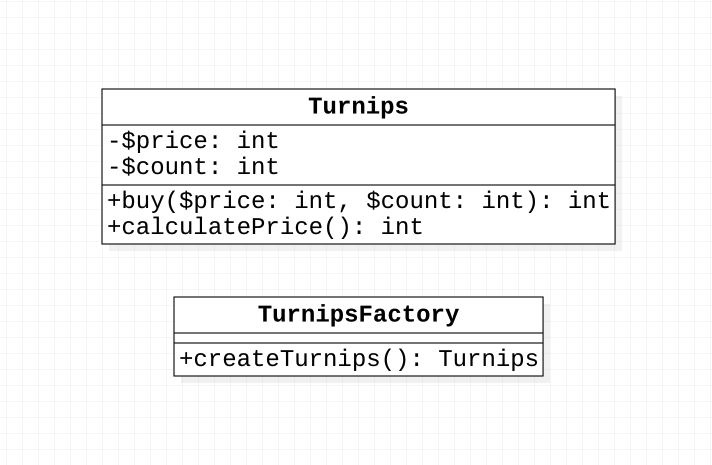 Turnips
-$price: int
-$count: int
+buy($price: int, $count: int): int
+calculatePrice(): int
TurnipsFactory
+createTurnips(): Turnips